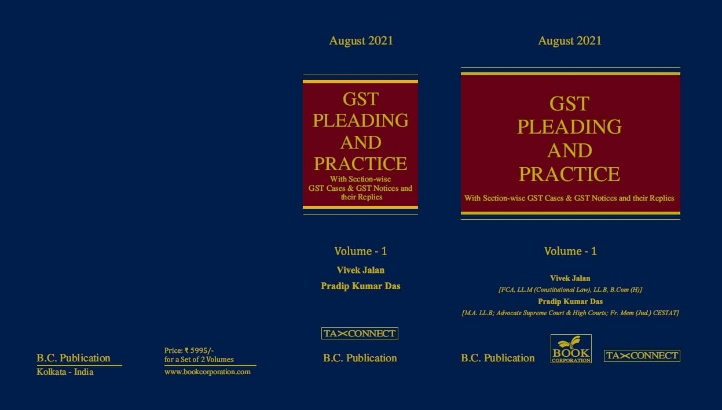 B.C. Publication
Kolkata - India
Price: ₹ 5995/-
for a Set of 2 Volumes
www.bookcorporation.com
August 2021
GST
PLEADING
AND
PRACTICE
With Section-wise
GST Cases & GST Notices and
their Replies
Volume - 1
Vivek Jalan
Pradip Kumar Das
TAXCONNECT
B.C. Publication
August 2021
GST
PLEADING
AND
PRACTICE
With Section-wise GST Cases & GST Notices and their Replies
Volume - 1
Vivek Jalan
[FCA, LL.M (Constitutional Law), LL.B, B.Com (H)]
Pradip Kumar Das
[M.A. LL.B; Advocate Supreme Court & High Courts; Fr. Mem (Jud.) CESTAT]
B.C. Publication
BOOK
CORPORATION
TAXCONNECT